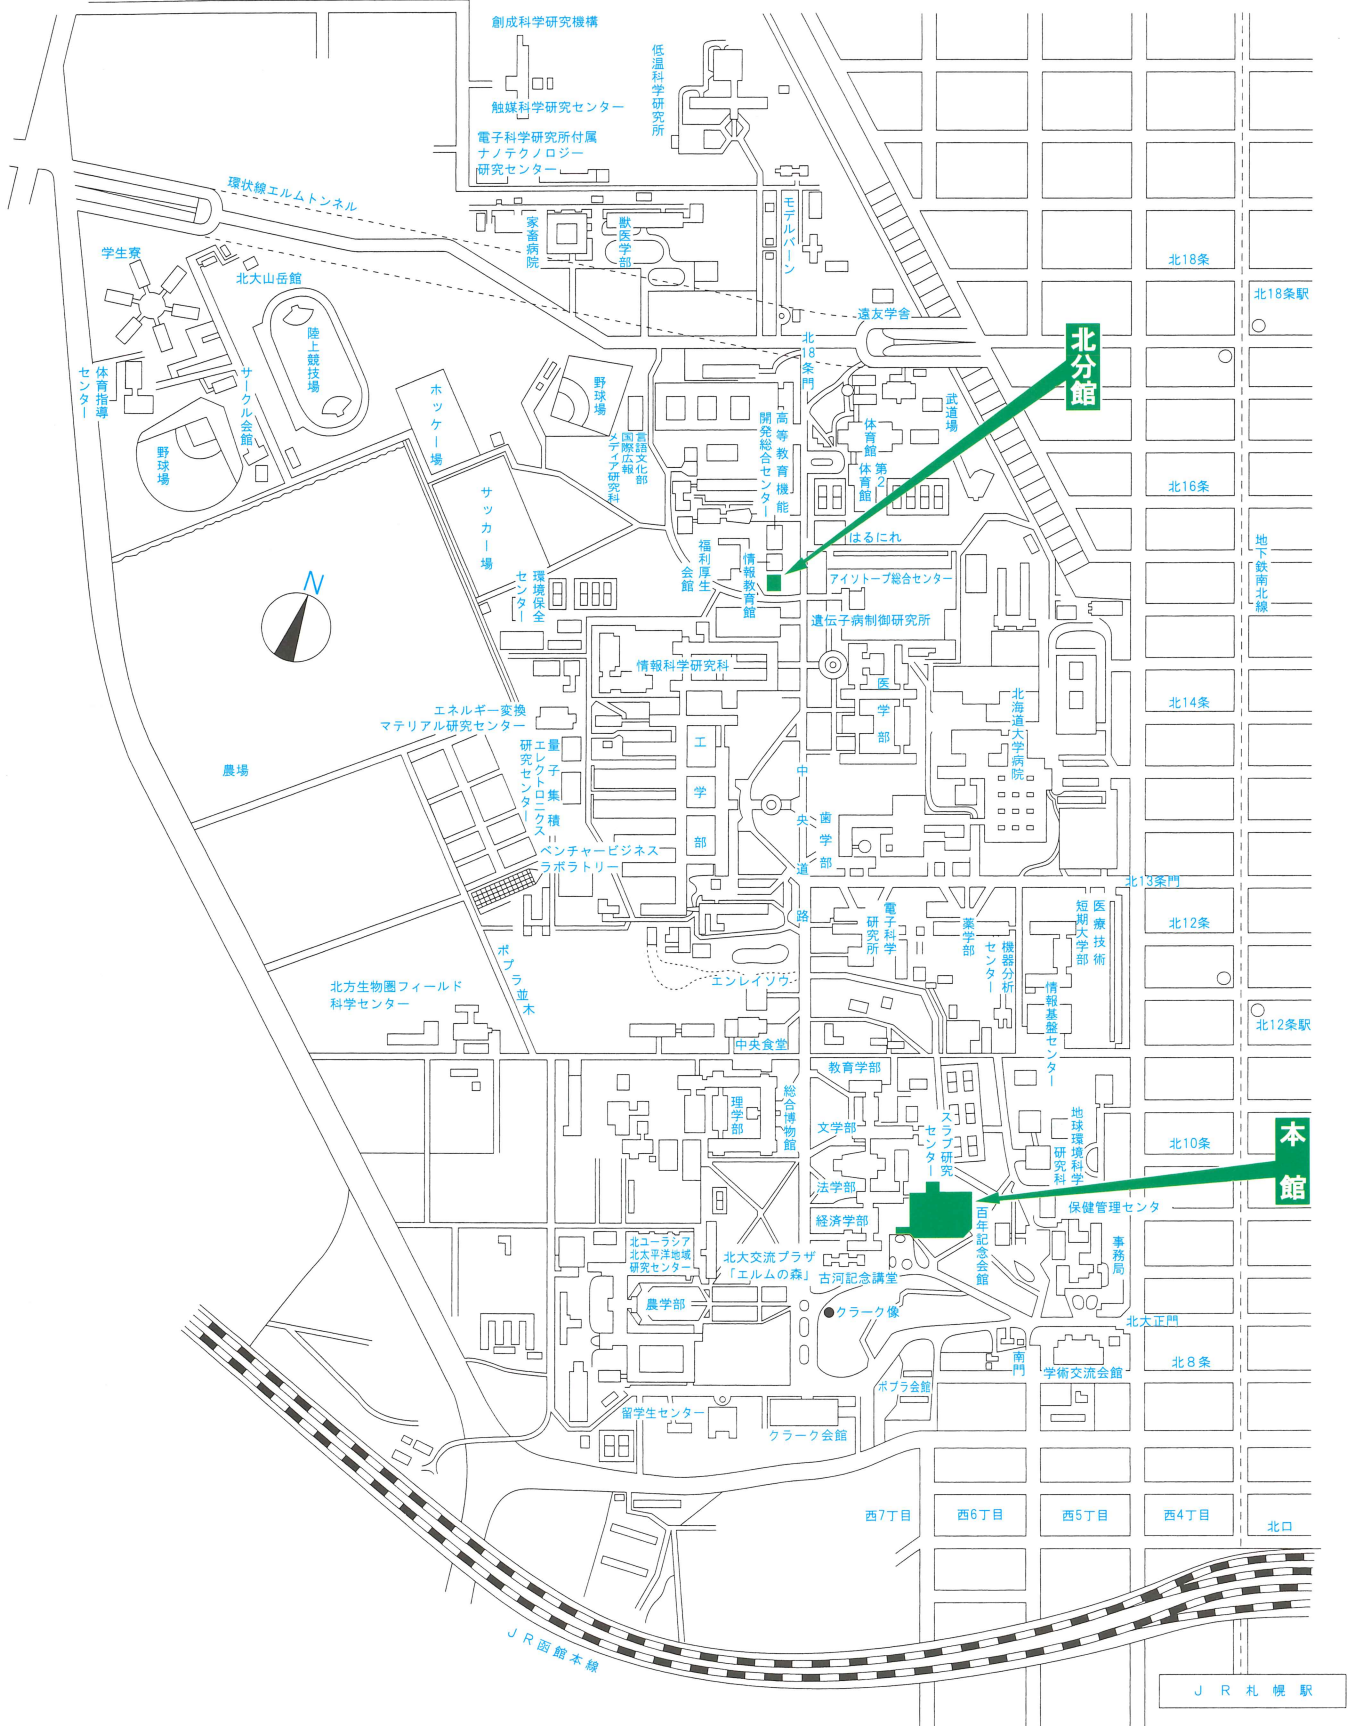 創成科学研究機構
低温科学研究所
触媒科学研究センター
電子科学研究所付属
ナノテクノロジー
研究センター
環状線エルムトンネル
家畜病院
獣医学部
モデルバーン
学生寮
北大山岳館
北18条
北18条駅
遠友学舎
陸上競技場
北18条門
北分館
体育指導
センター
サークル会館
ホッケー場
野球場
武道場
高等教育機能
開発総合センター
体育館
言語文化部
国際広報
メディア研究科
野球場
第2
体育館
サッカー場
北16条
はるにれ
地下鉄南北線
福利厚生
会館
情報教育館
環境保全
センター
アイソトープ総合センター
N
遺伝子病制御研究所
情報科学研究科
医学部
北海道大学病院
北14条
エネルギー変換
マテリアル研究センター
工学部
量子集積
エレクトロニクス
研究センター
農場
中央道路
歯学部
ベンチャービジネス
ラボラトリー
北13条門
電子科学
研究所
薬学部
医療技術
短期大学部
北12条
機器分析
センター
ポプラ並木
エンレイソウ
北方生物圏フィールド
科学センター
情報基盤センター
北12条駅
中央食堂
教育学部
総合博物館
理学部
文学部
スラブ研究
センター
地球環境科学
研究科
北10条
本館
法学部
保健管理センタ
経済学部
百年記念会館
事務局
北ユーラシア
北太平洋地域
研究センター
北大交流プラザ
「エルムの森」
古河記念講堂
農学部
クラーク像
北大正門
南門
学術交流会館
北8条
ポプラ会館
留学生センター
クラーク会館
西7丁目
西6丁目
西5丁目
西4丁目
北口
JR函館本線
JR札幌駅